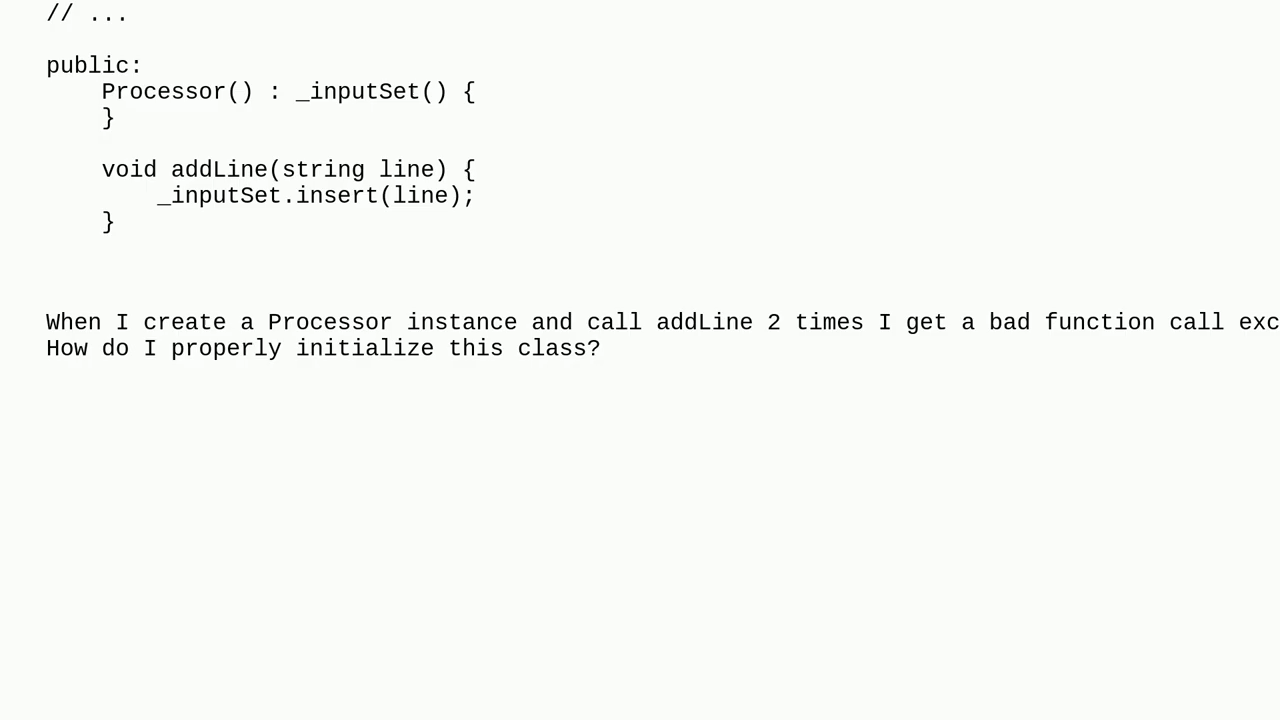 // ...
public:
    Processor() : _inputSet() {
    }
    void addLine(string line) {
        _inputSet.insert(line);
    }
When I create a Processor instance and call addLine 2 times I get a bad function call
How do I properly initialize this class?